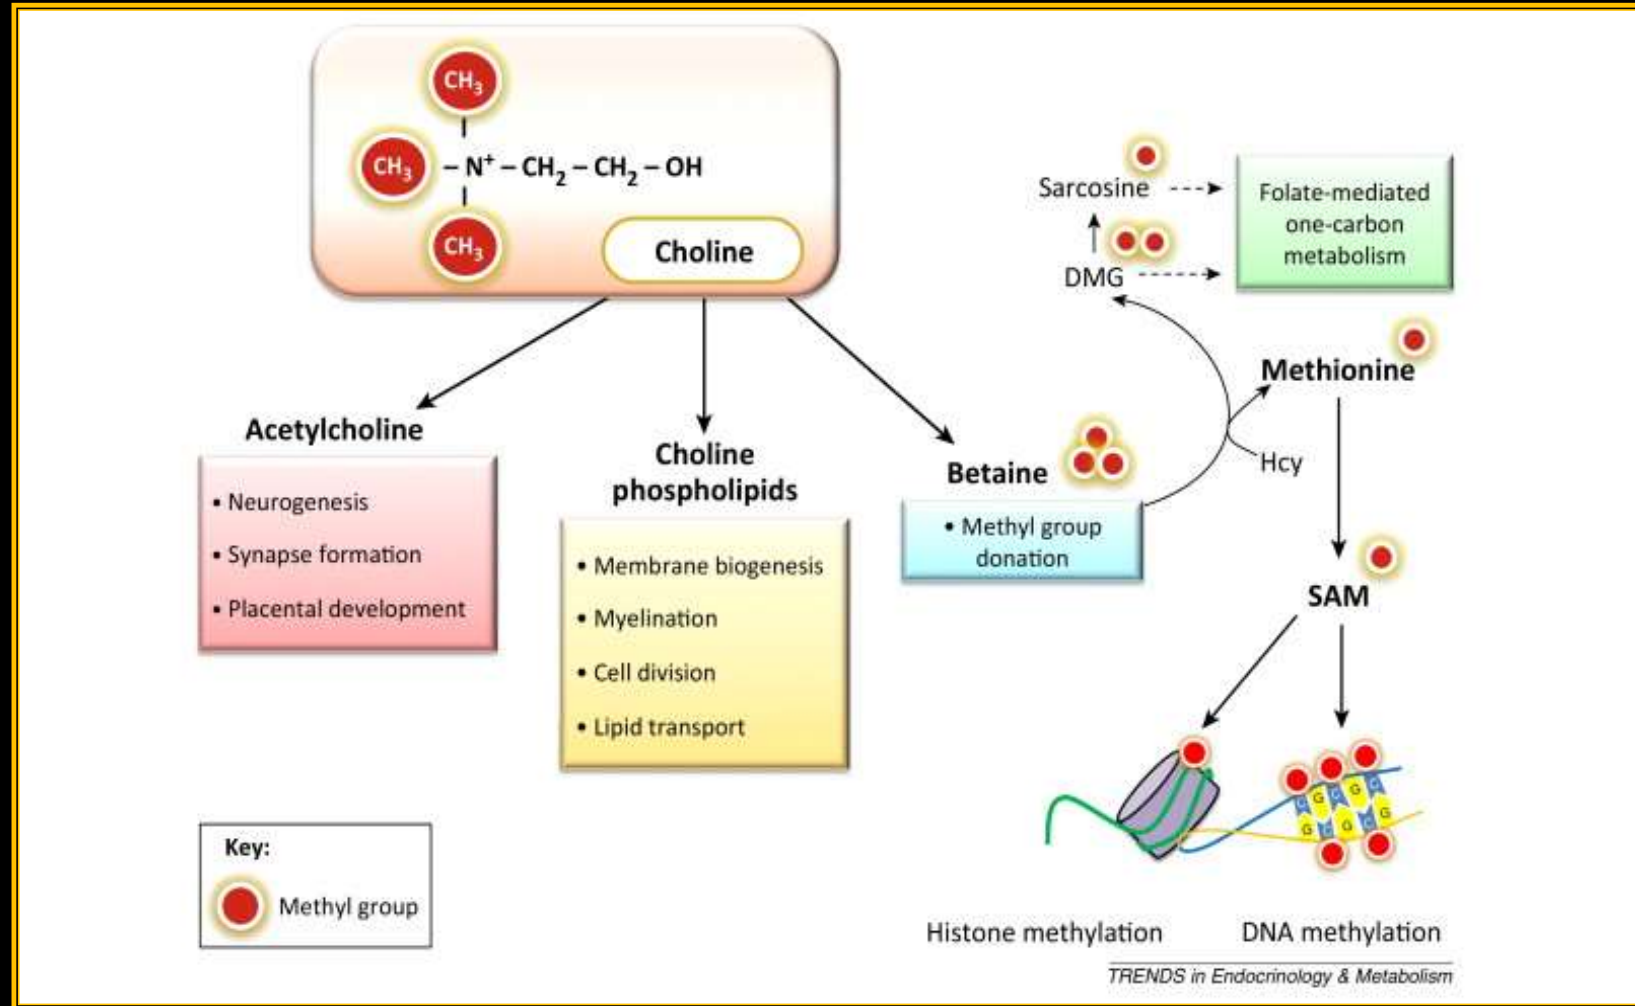 CH₃
CH₃ – N⁺ – CH₂ – CH₂ – OH
CH₃
Choline
Acetylcholine
• Neurogenesis
• Synapse formation
• Placental development
Choline
phospholipids
• Membrane biogenesis
• Myelination
• Cell division
• Lipid transport
Betaine
• Methyl group
donation
Sarcosine
DMG
Folate-mediated
one-carbon
metabolism
Methionine
Hcy
SAM
C G C G C
G C G C G
Histone methylation
DNA methylation
Key:
Methyl group
TRENDS in Endocrinology & Metabolism